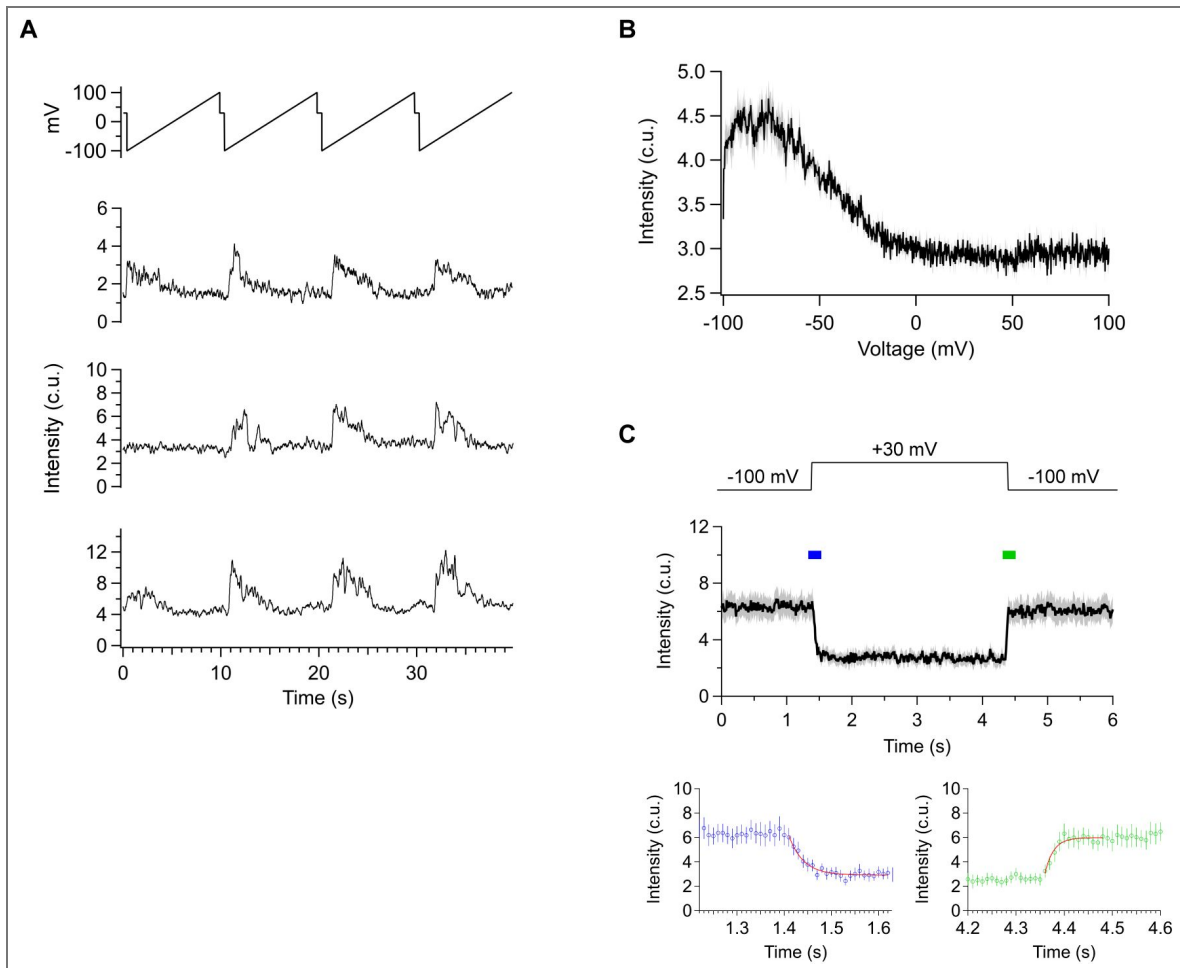 A
mV
100
0
-100
6
4
2
0
Intensity (c.u.)
10
8
6
4
2
0
12
8
4
0
0 10 20 30
Time (s)
B
Intensity (c.u.)
5.0
4.5
4.0
3.5
3.0
2.5
-100 -50 0 50 100
Voltage (mV)
C
+30 mV
-100 mV -100 mV
Intensity (c.u.)
12
8
4
0
0 1 2 3 4 5 6
Time (s)
Intensity (c.u.)
10
8
6
4
2
0
1.3 1.4 1.5 1.6
Time (s)
Intensity (c.u.)
10
8
6
4
2
0
4.2 4.3 4.4 4.5 4.6
Time (s)